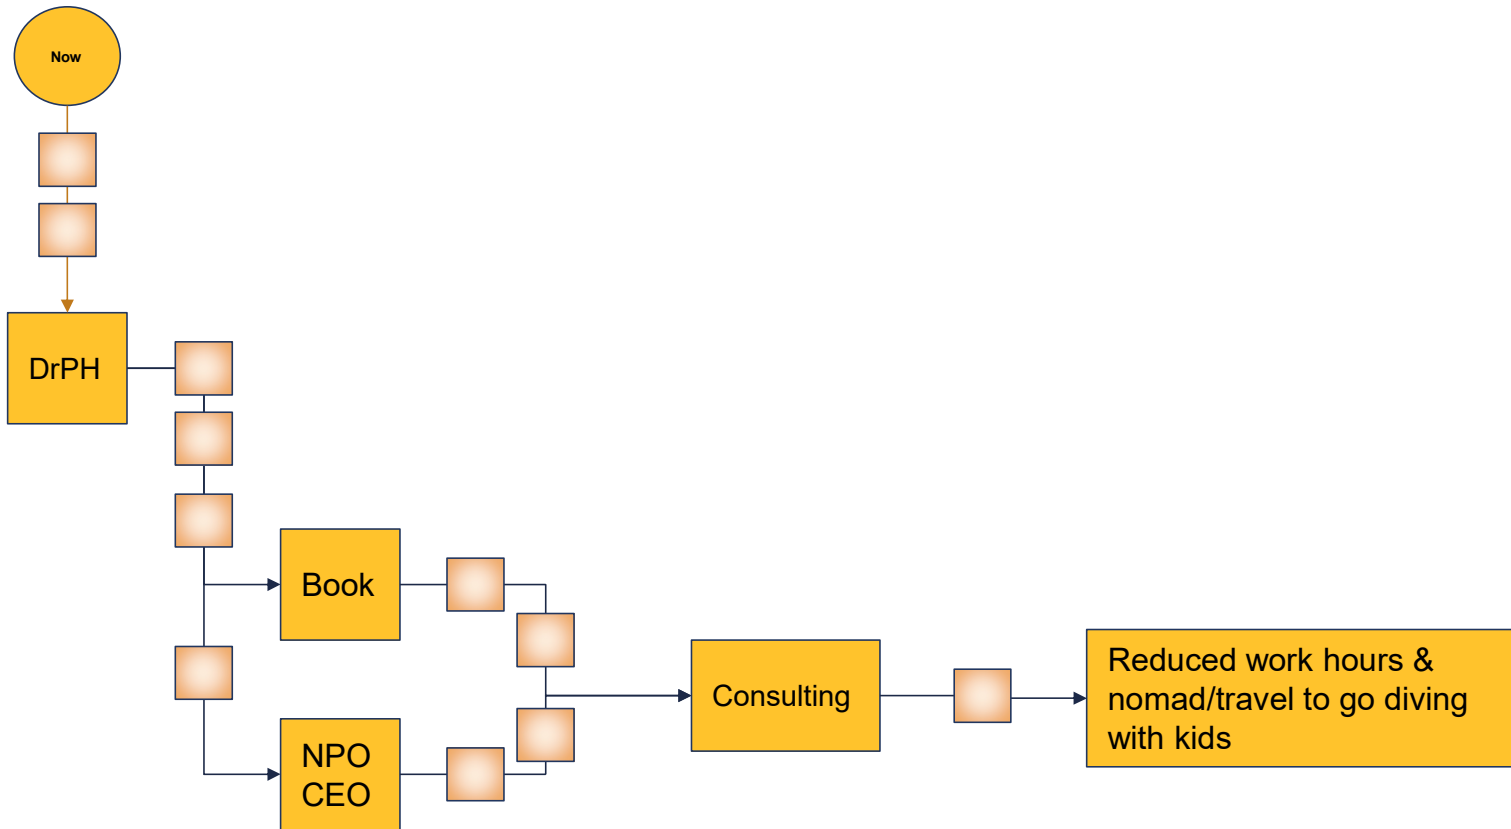 Now
DrPH
Book
NPO
CEO
Consulting
Reduced work hours &
nomad/travel to go diving
with kids